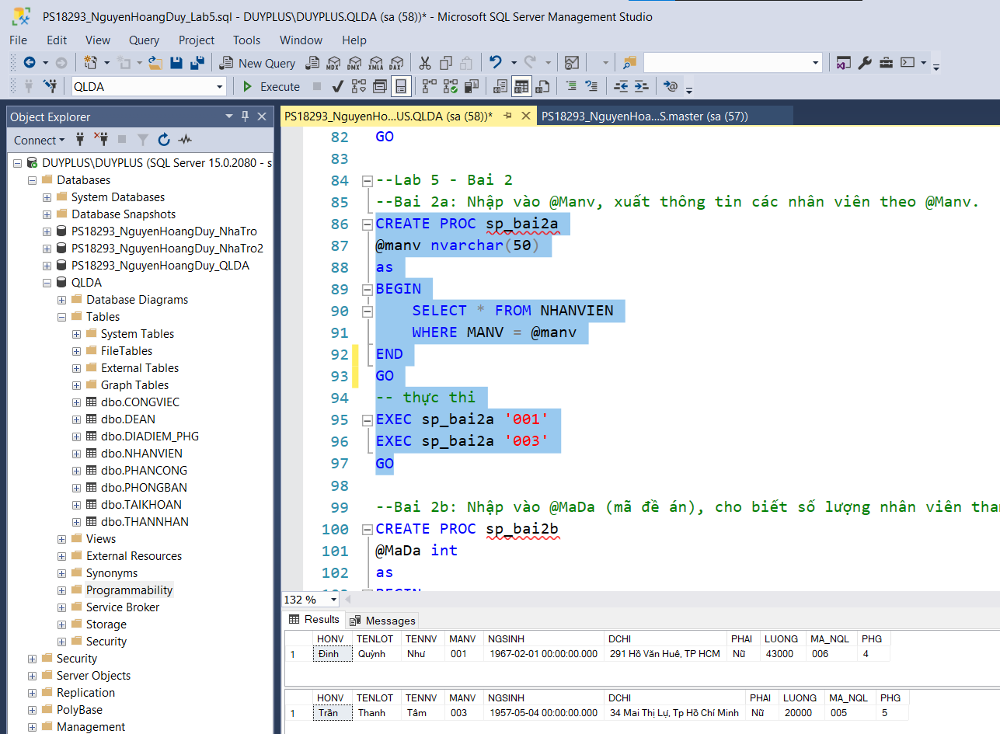 PS18293_NguyenHoangDuy_Lab5.sql - DUYPLUS\DUYPLUS.QLDA (sa (58))* - Microsoft SQL Server Management Studio
File Edit View Query Project Tools Window Help
New Query MDX DMX XMLA DAX
QLDA Execute
Object Explorer
PS18293_NguyenHo...US.QLDA (sa (58))*
PS18293_NguyenHoa...S.master (sa (57))
Connect
DUYPLUS\DUYPLUS (SQL Server 15.0.2080 - s
Databases
System Databases
Database Snapshots
PS18293_NguyenHoangDuy_NhaTro
PS18293_NguyenHoangDuy_NhaTro2
PS18293_NguyenHoangDuy_QLDA
QLDA
Database Diagrams
Tables
System Tables
FileTables
External Tables
Graph Tables
dbo.CONGVIEC
dbo.DEAN
dbo.DIADIEM_PHG
dbo.NHANVIEN
dbo.PHANCONG
dbo.PHONGBAN
dbo.TAIKHOAN
dbo.THANNHAN
Views
External Resources
Synonyms
Programmability
Service Broker
Storage
Security
Security
Server Objects
Replication
PolyBase
Management
82 GO
83
84 --Lab 5 - Bai 2
85 --Bai 2a: Nhập vào @Manv, xuất thông tin các nhân viên theo @Manv.
86 CREATE PROC sp_bai2a
87 @manv nvarchar(50)
88 as
89 BEGIN
90 SELECT * FROM NHANVIEN
91 WHERE MANV = @manv
92 END
93 GO
94 -- thực thi
95 EXEC sp_bai2a '001'
96 EXEC sp_bai2a '003'
97 GO
98
99 --Bai 2b: Nhập vào @MaDa (mã đề án), cho biết số lượng nhân viên tha
100 CREATE PROC sp_bai2b
101 @MaDa int
102 as
103 BEGIN
132 %
Results Messages
HONV TENLOT TENNV MANV NGSINH DCHI PHAI LUONG MA_NQL PHG
1 Đinh Quỳnh Như 001 1967-02-01 00:00:00.000 291 Hồ Văn Huê, TP HCM Nữ 43000 006 4
HONV TENLOT TENNV MANV NGSINH DCHI PHAI LUONG MA_NQL PHG
1 Trần Thanh Tâm 003 1957-05-04 00:00:00.000 34 Mai Thị Lự, Tp Hồ Chí Minh Nữ 20000 005 5